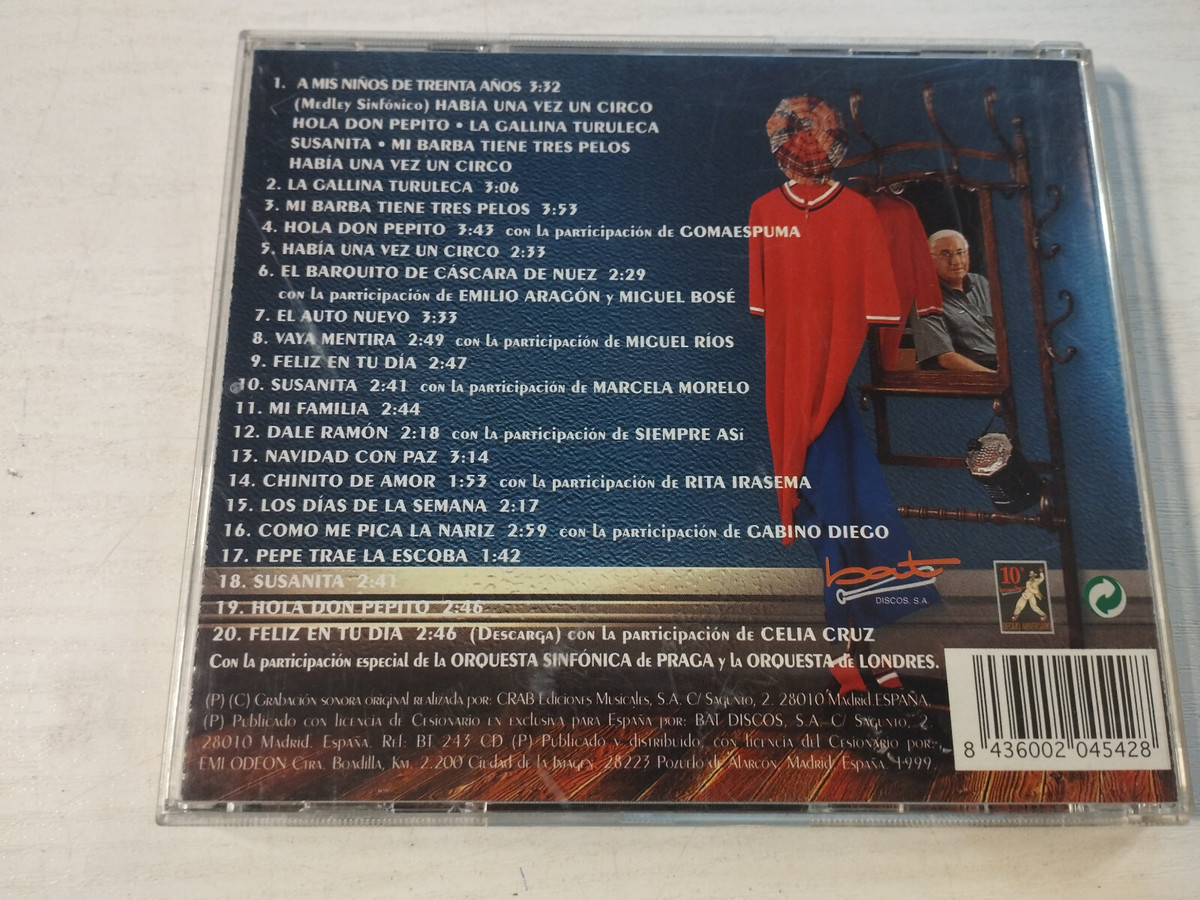 1. A MIS NIÑOS DE TREINTA AÑOS 3:32
(MEDLEY SINFÓNICO) HABÍA UNA VEZ UN CIRCO
HOLA DON PEPITO • LA GALLINA TURULECA
SUSANITA • MI BARBA TIENE TRES PELOS
HABÍA UNA VEZ UN CIRCO
2. LA GALLINA TURULECA 3:06
3. MI BARBA TIENE TRES PELOS 3:53
4. HOLA DON PEPITO 3:43 con la participación de GOMAESPUMA
5. HABÍA UNA VEZ UN CIRCO 2:33
6. EL BARQUITO DE CÁSCARA DE NUEZ 2:29
con la participación de EMILIO ARAGÓN y MIGUEL BOSÉ
7. EL AUTO NUEVO 3:33
8. VAYA MENTIRA 2:49 con la participación de MIGUEL RÍOS
9. FELIZ EN TU DÍA 2:47
10. SUSANITA 2:41 con la participación de MARCELA MORELO
11. MI FAMILIA 2:44
12. DALE RAMÓN 2:18 con la participación de SIEMPRE ASí
13. NAVIDAD CON PAZ 3:14
14. CHINITO DE AMOR 1:53 con la participación de RITA IRASEMA
15. LOS DÍAS DE LA SEMANA 2:17
16. COMO ME PICA LA NARIZ 2:59 con la participación de GABINO DIEGO
17. PEPE TRAE LA ESCOBA 1:42
18. SUSANITA 2:41
19. HOLA DON PEPITO 2:46
20. FELIZ EN TU DÍA 2:46 (DESCARGA) con la participación de CELIA CRUZ
Con la participación especial de la ORQUESTA SINFÓNICA de PRAGA y la ORQUESTA de LONDRES.
bat
DISCOS, S.A.
10º
(P) (C) Grabación sonora original realizada por: CRAB Ediciones Musicales, S.A. C/ Sagunto, 2. 28010 Madrid.ESPAÑA.
(P) Publicado con licencia de Cesionario en exclusiva para España por: BAT DISCOS, S.A. C/ Sagunto, 2.
28010 Madrid. España. Ref: BT 243 CD (P) Publicado y distribuido, con licencia del Cesionario por:
EMI ODEON Ctra. Boadilla, Km. 2.200 Ciudad de la Imagen. 28223 Pozuelo de Alarcón. Madrid. España. 1999.
8 436002 045428